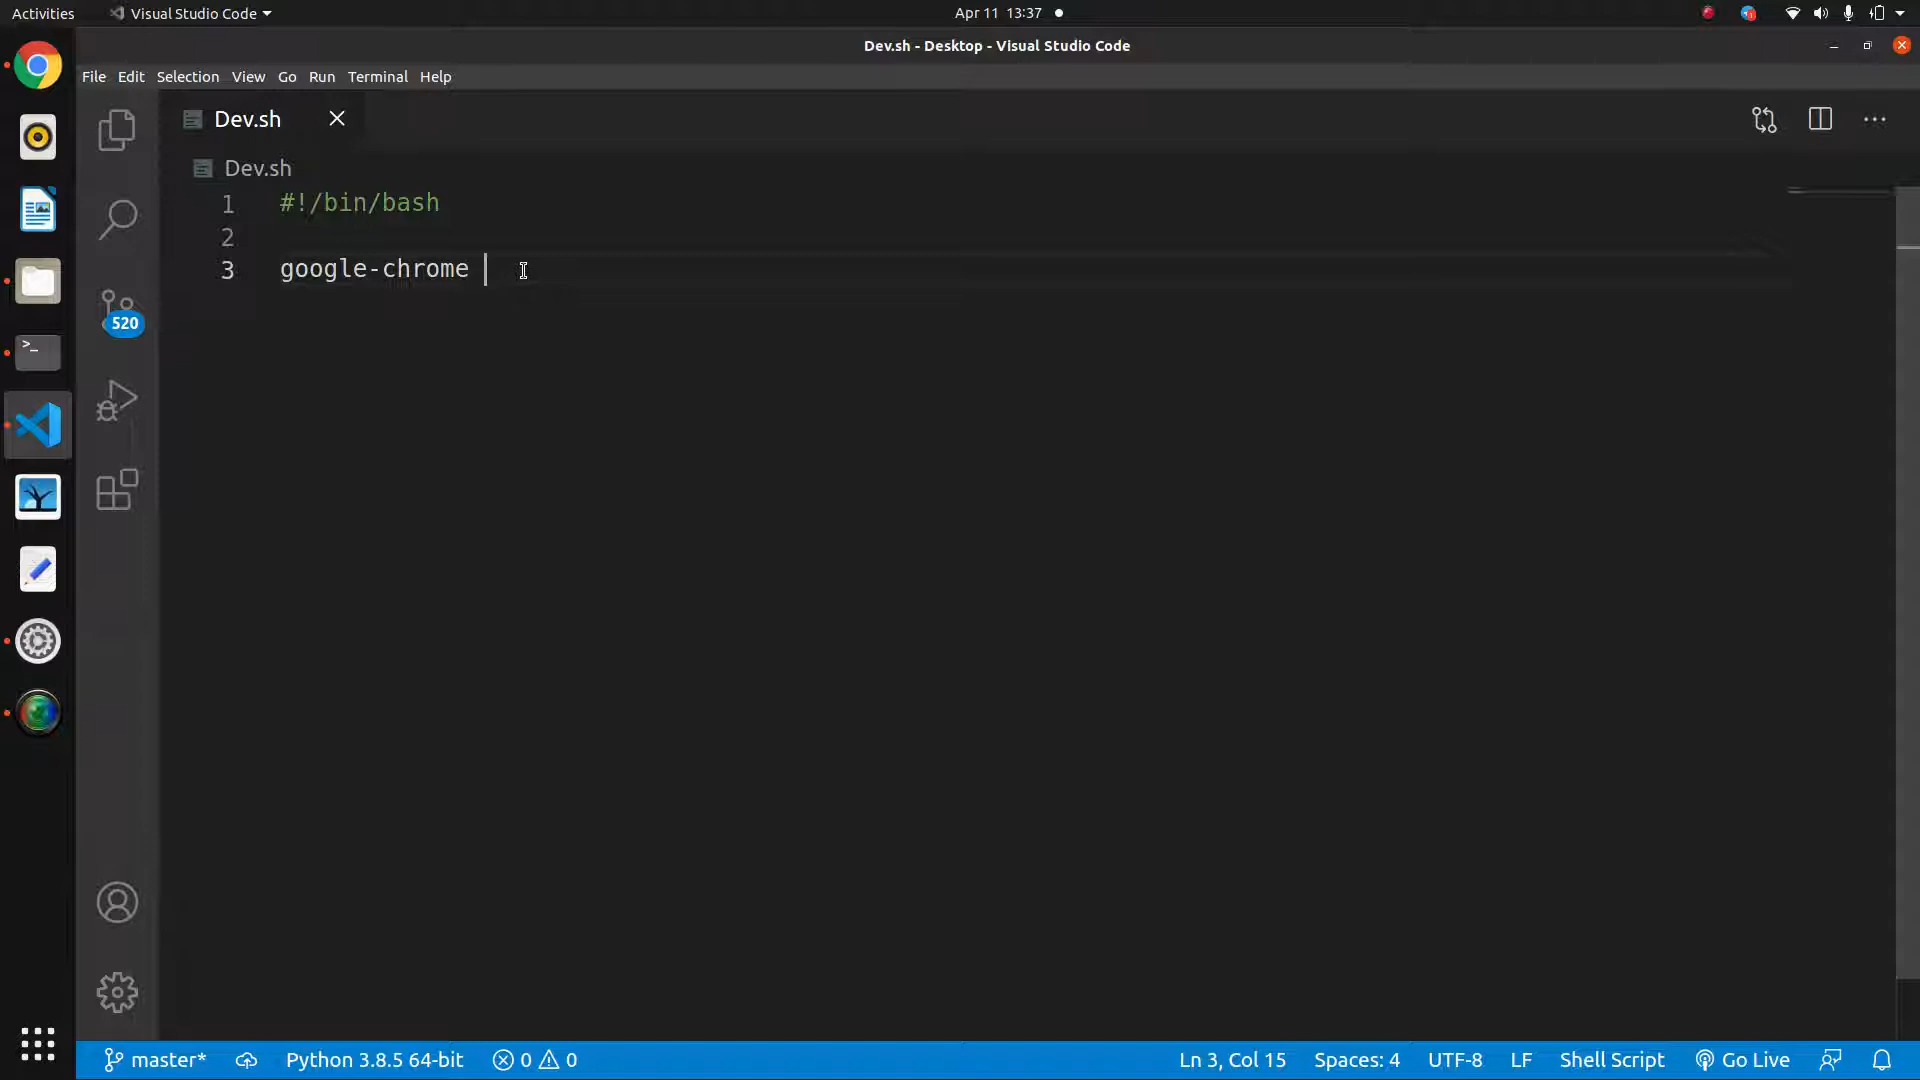 Activities
Visual Studio Code
Apr 11 13:37
1
Dev.sh - Desktop - Visual Studio Code
File Edit Selection View Go Run Terminal Help
Dev.sh
Dev.sh
1 #!/bin/bash
2
3 google-chrome
>_
520
master*
Python 3.8.5 64-bit
0
0
Ln 3, Col 15
Spaces: 4
UTF-8
LF
Shell Script
Go Live